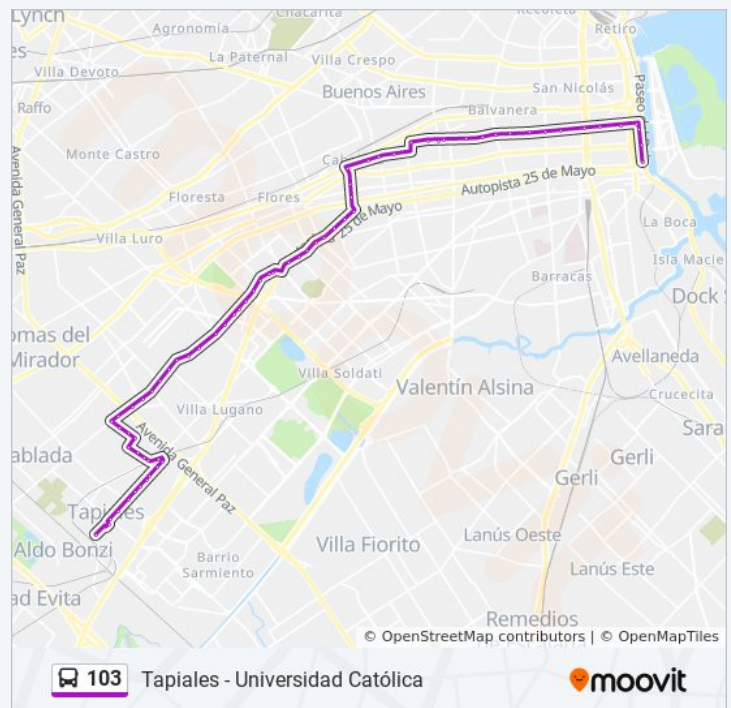 Lynch
Chacarita
Recoleta
Retiro
Agronomía
La Paternal
Villa Crespo
Villa Devoto
Buenos Aires
San Nicolás
Raffo
Balvanera
Paseo
Avenida General Paz
Monte Castro
Cab
Floresta
Flores
Autopista 25 de Mayo
25 de Mayo
Villa Luro
La Boca
Isla Macie
Barracas
Dock S
omas del
Mirador
Avellaneda
Villa Soldati
Valentín Alsina
Crucecita
Villa Lugano
Sara
Avenida General Paz
ablada
Gerli
Gerli
Tapiales
Aldo Bonzi
Lanús Oeste
Villa Fiorito
Barrio
Sarmiento
Lanús Este
ad Evita
Remedios
© OpenStreetMap contributors | © OpenMapTiles
103 Tapiales - Universidad Católica
moovit